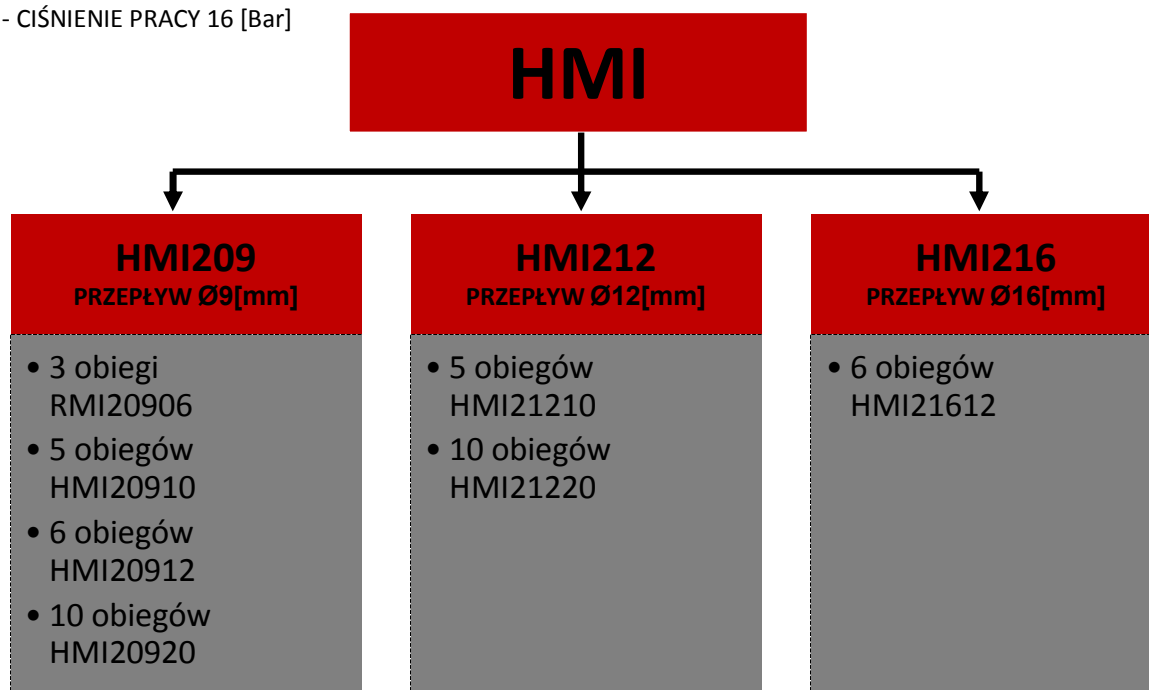 - CIŚNIENIE PRACY 16 [Bar]
HMI
HMI209
PRZEPŁYW Ø9[mm]
• 3 obiegi
RMI20906
• 5 obiegów
HMI20910
• 6 obiegów
HMI20912
• 10 obiegów
HMI20920
HMI212
PRZEPŁYW Ø12[mm]
• 5 obiegów
HMI21210
• 10 obiegów
HMI21220
HMI216
PRZEPŁYW Ø16[mm]
• 6 obiegów
HMI21612